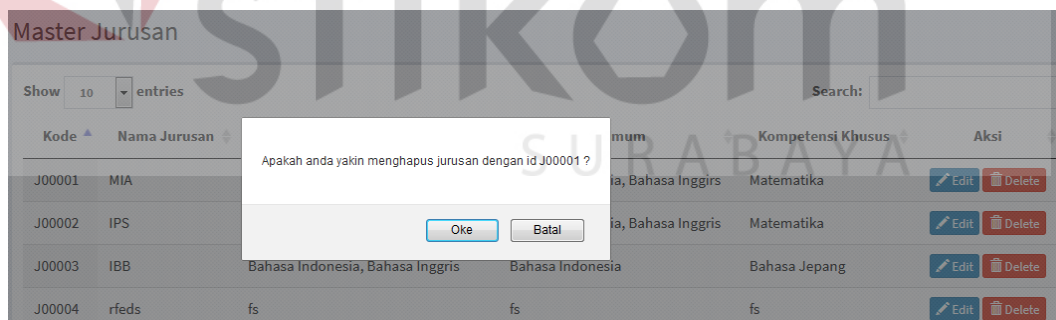 stikom
SURABAYA
Master Jurusan
Show 10 entries
Search:
Kode Nama Jurusan mum Kompetensi Khusus Aksi
Apakah anda yakin menghapus jurusan dengan id J00001 ?
Oke Batal
J00001 MIA ia, Bahasa Inggirs Matematika Edit Delete
J00002 IPS ia, Bahasa Inggris Matematika Edit Delete
J00003 IBB Bahasa Indonesia, Bahasa Inggris Bahasa Indonesia Bahasa Jepang Edit Delete
J00004 rfeds fs fs fs Edit Delete